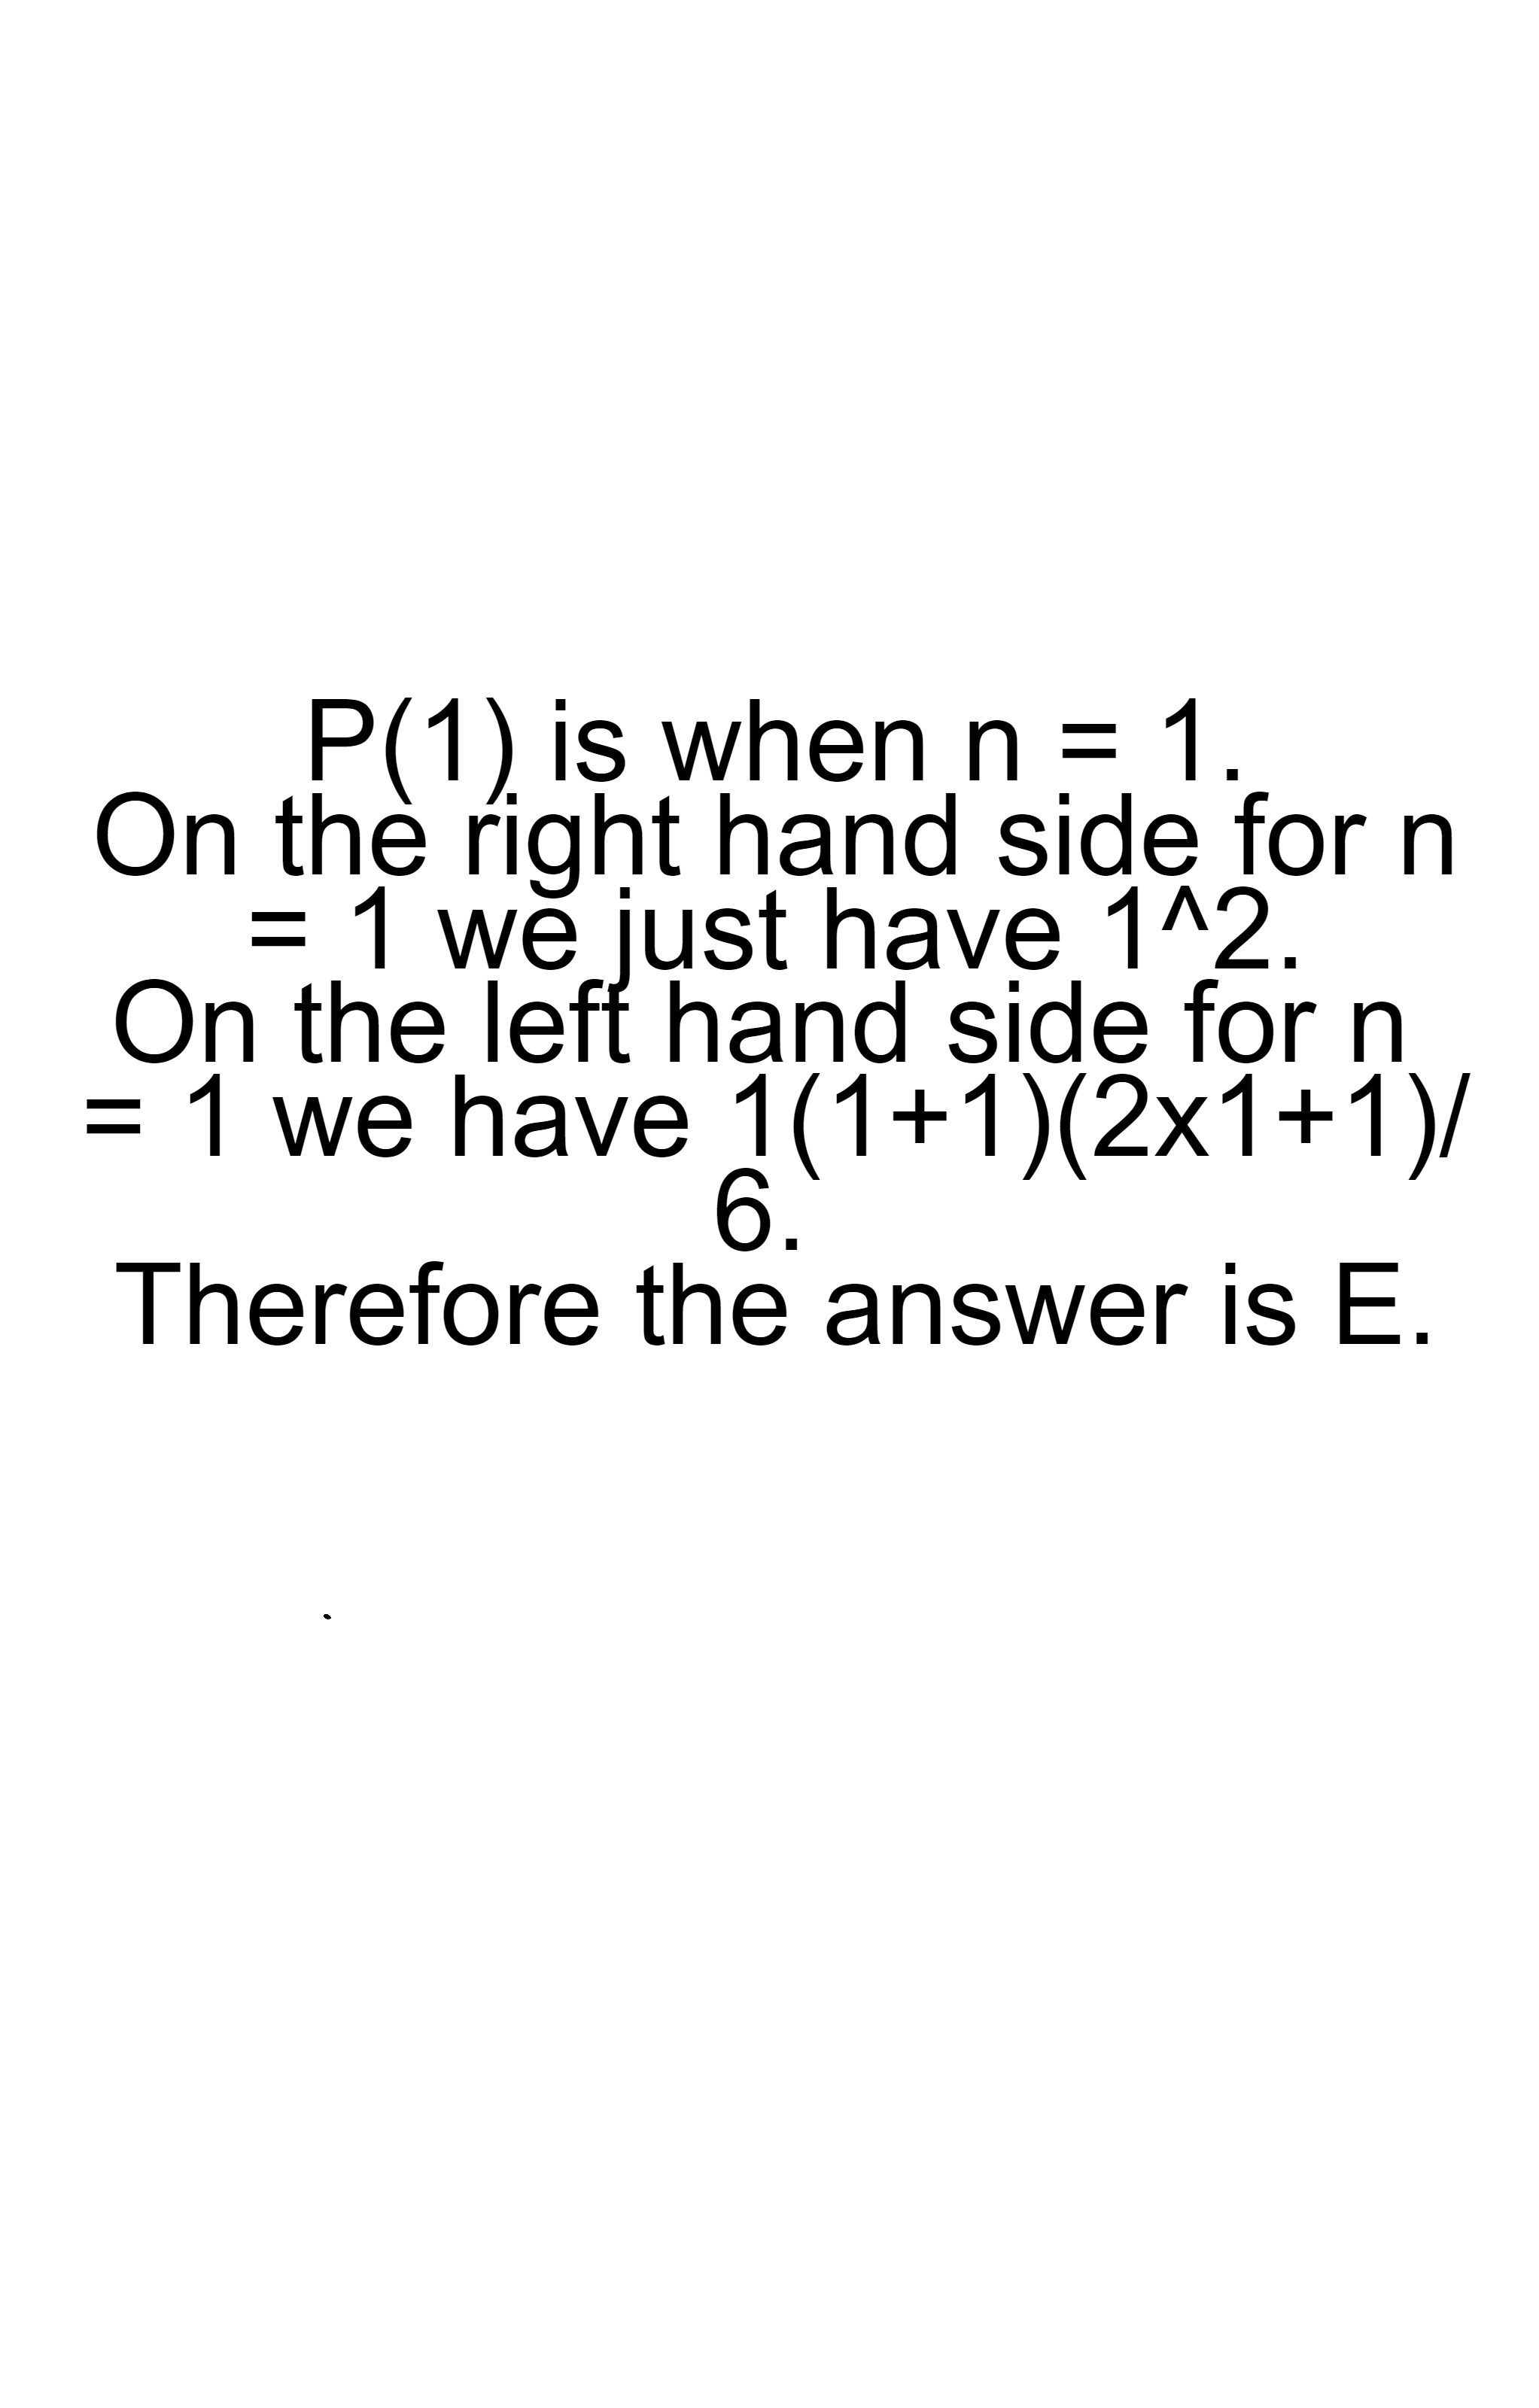 P(1) is when n = 1.
On the right hand side for n
= 1 we just have 1^2.
On the left hand side for n
= 1 we have 1(1+1)(2x1+1)/
6.
Therefore the answer is E.